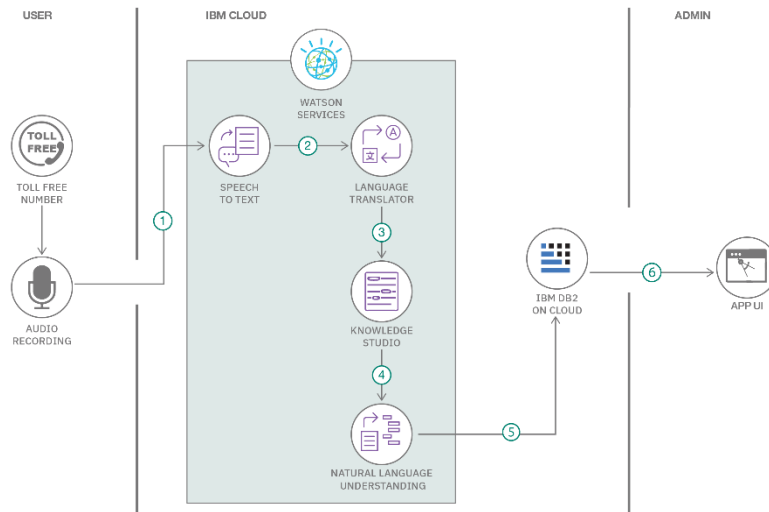 USER
IBM CLOUD
ADMIN
WATSON
SERVICES
TOLL
FREE
TOLL FREE
NUMBER
1
SPEECH
TO TEXT
2
A
文
LANGUAGE
TRANSLATOR
3
AUDIO
RECORDING
KNOWLEDGE
STUDIO
4
NATURAL LANGUAGE
UNDERSTANDING
5
IBM DB2
ON CLOUD
6
APP UI